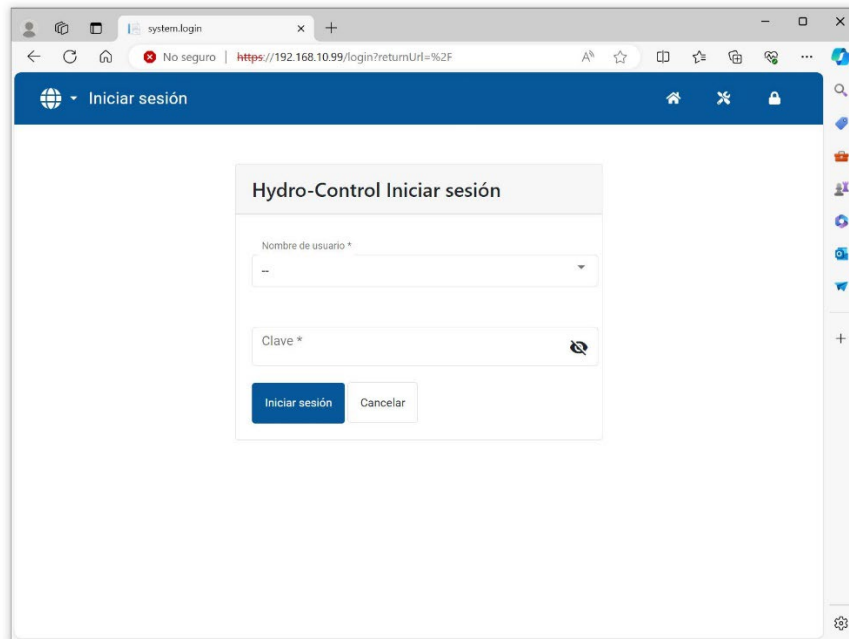 system.login
No seguro https://192.168.10.99/login?returnUrl=%2F
Iniciar sesión
Hydro-Control Iniciar sesión
Nombre de usuario *
--
Clave *
Iniciar sesión Cancelar